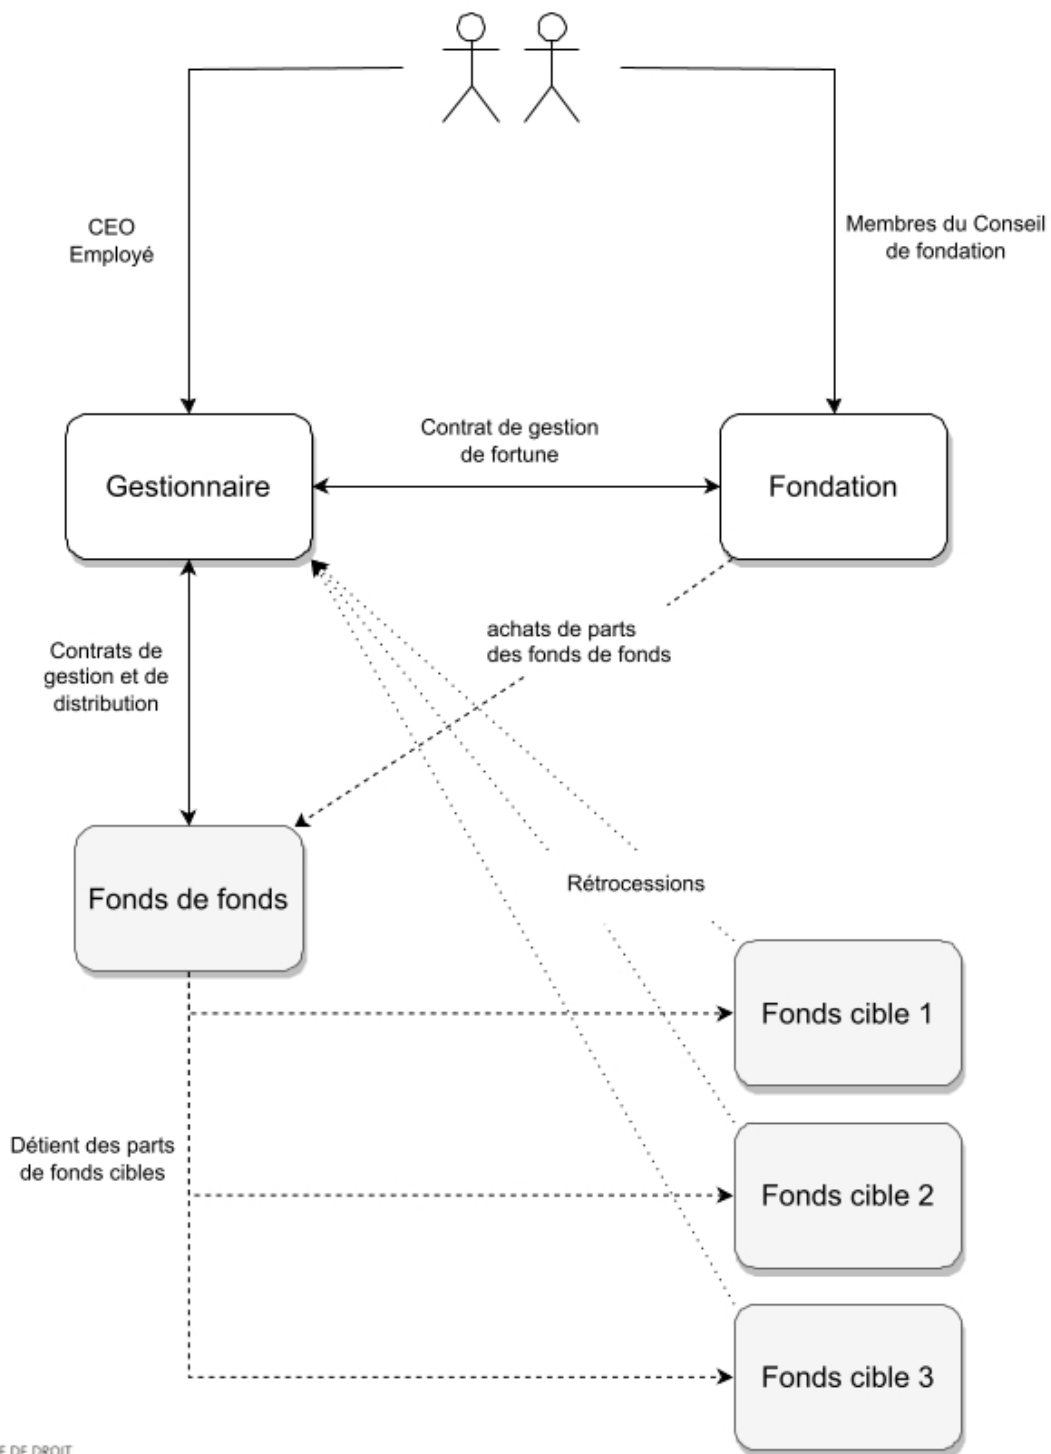 CEO
Employé
Membres du Conseil
de fondation
Contrat de gestion
de fortune
Gestionnaire
Fondation
achats de parts
des fonds de fonds
Contrats de
gestion et de
distribution
Fonds de fonds
Rétrocessions
Fonds cible 1
Détient des parts
de fonds cibles
Fonds cible 2
Fonds cible 3
DE DROIT